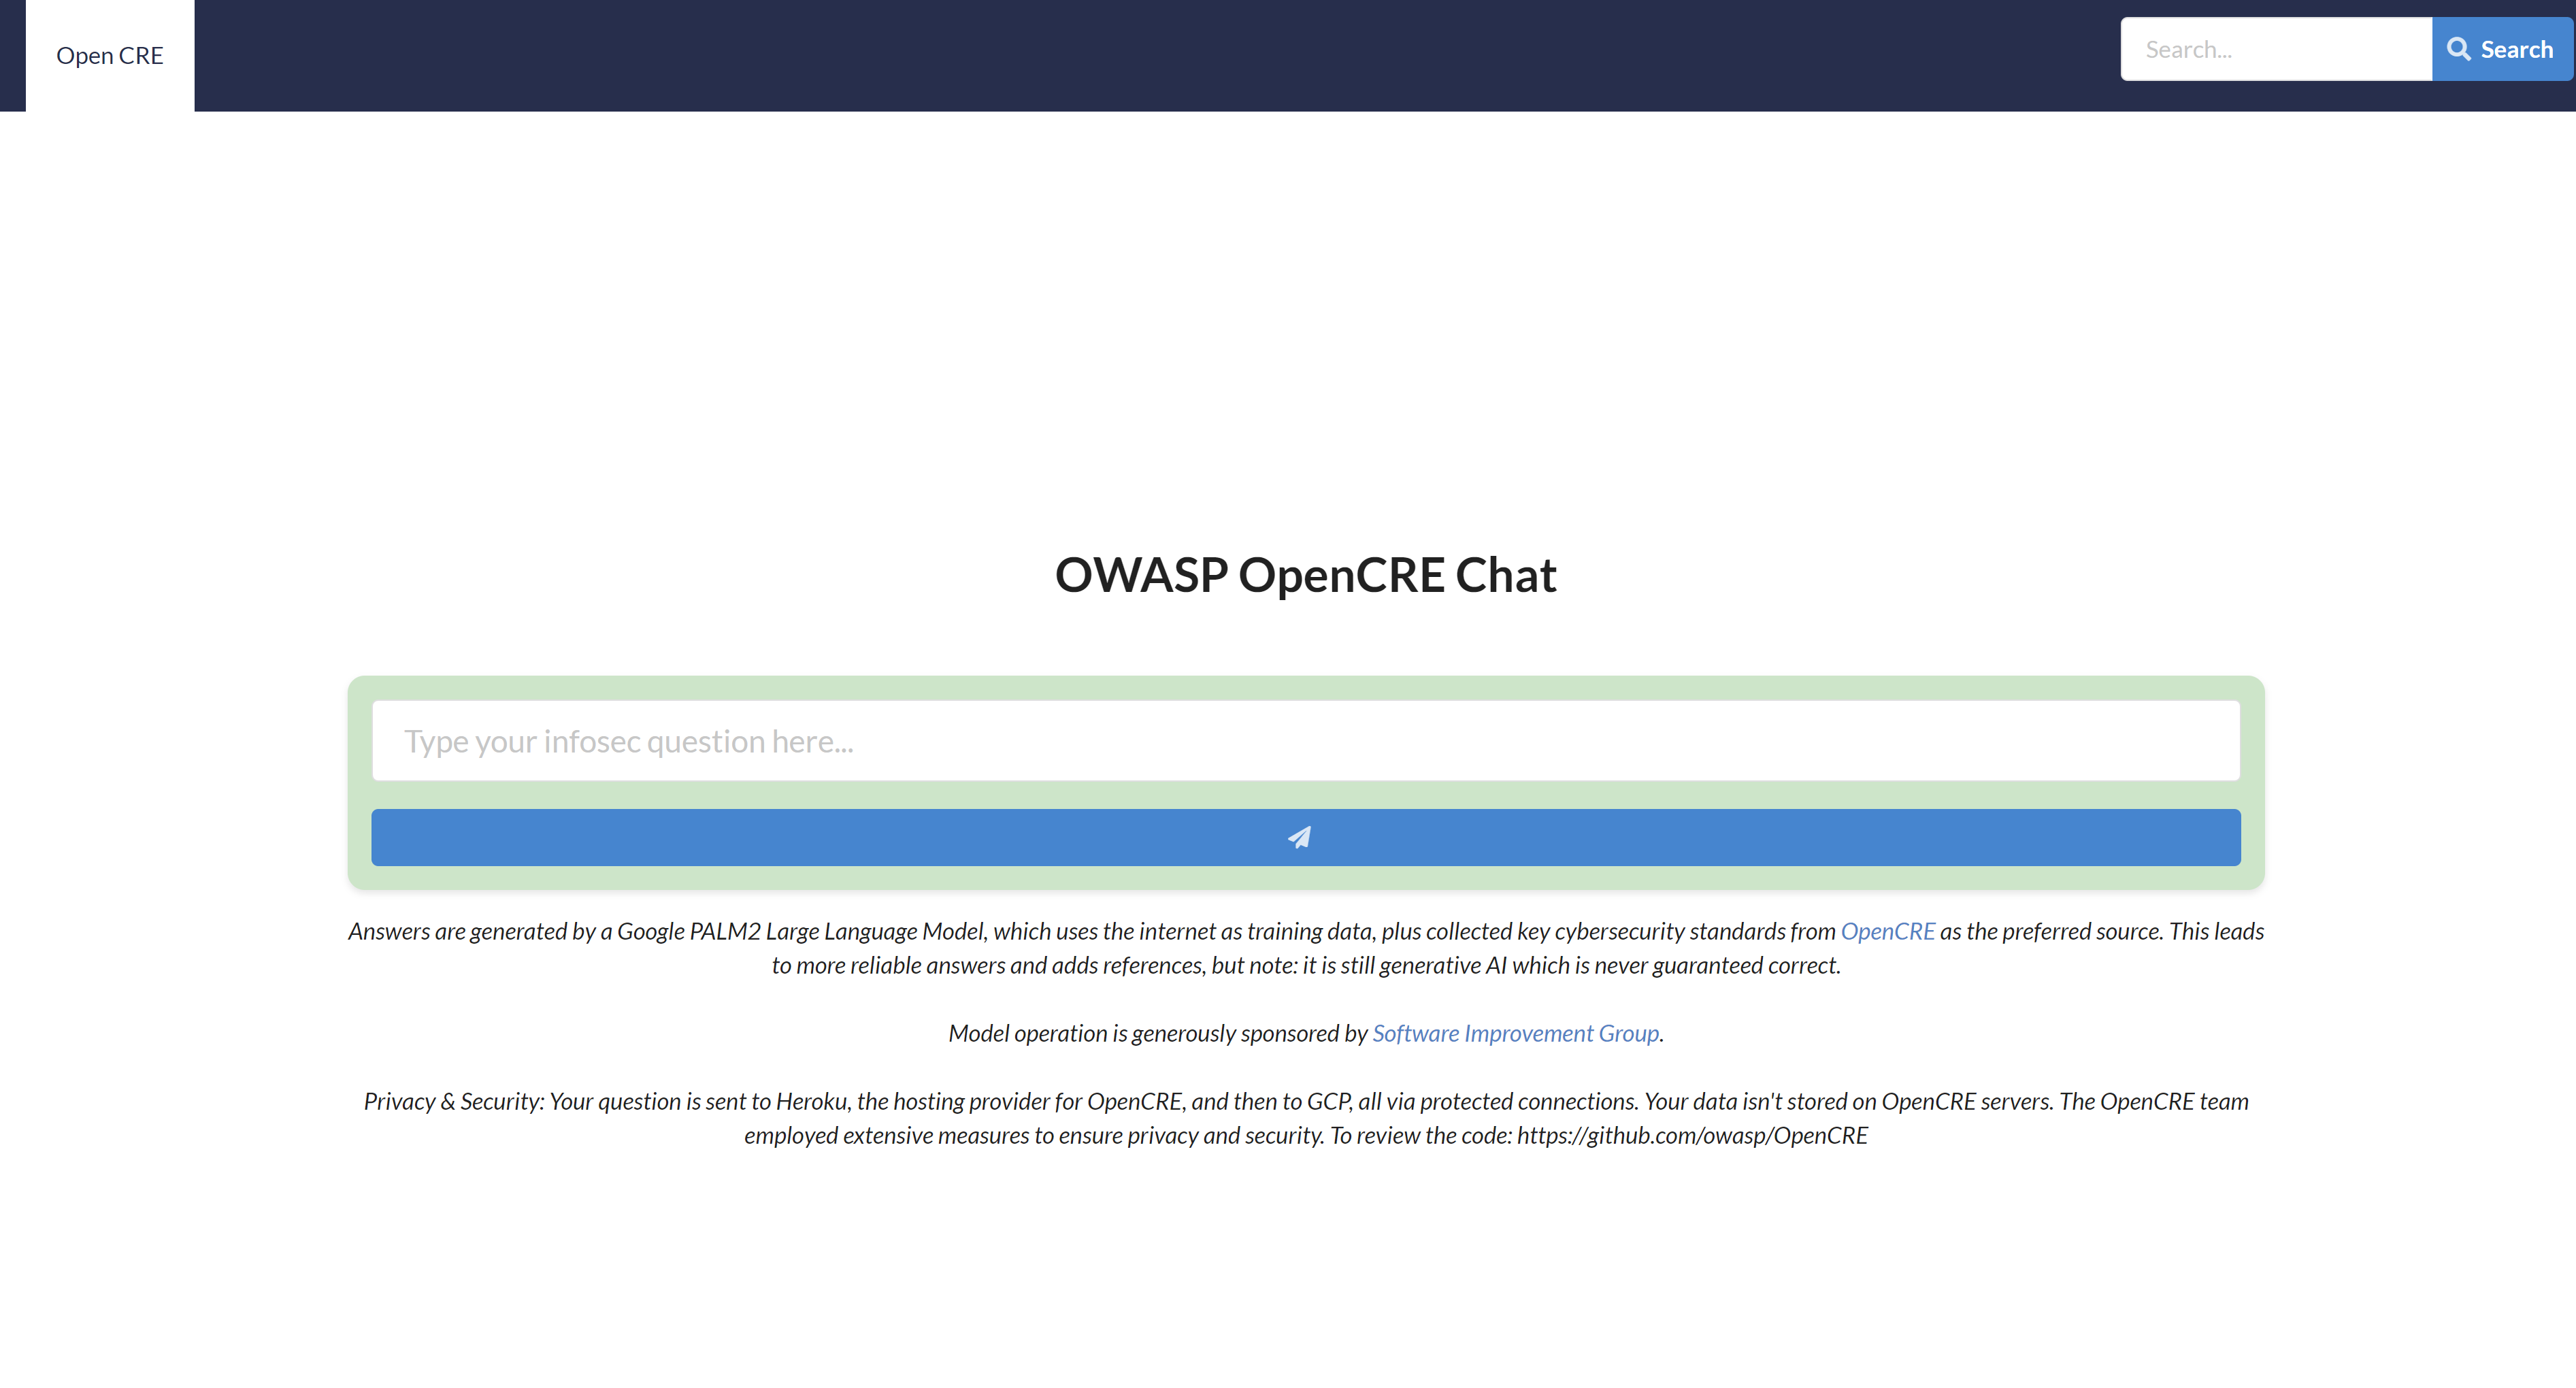 Open CRE
Search...
Search
OWASP OpenCRE Chat
Type your infosec question here...
Answers are generated by a Google PALM2 Large Language Model, which uses the internet as training data, plus collected key cybersecurity standards from OpenCRE as the preferred source. This leads
to more reliable answers and adds references, but note: it is still generative AI which is never guaranteed correct.
Model operation is generously sponsored by Software Improvement Group.
Privacy & Security: Your question is sent to Heroku, the hosting provider for OpenCRE, and then to GCP, all via protected connections. Your data isn't stored on OpenCRE servers. The OpenCRE team
employed extensive measures to ensure privacy and security. To review the code: https://github.com/owasp/OpenCRE